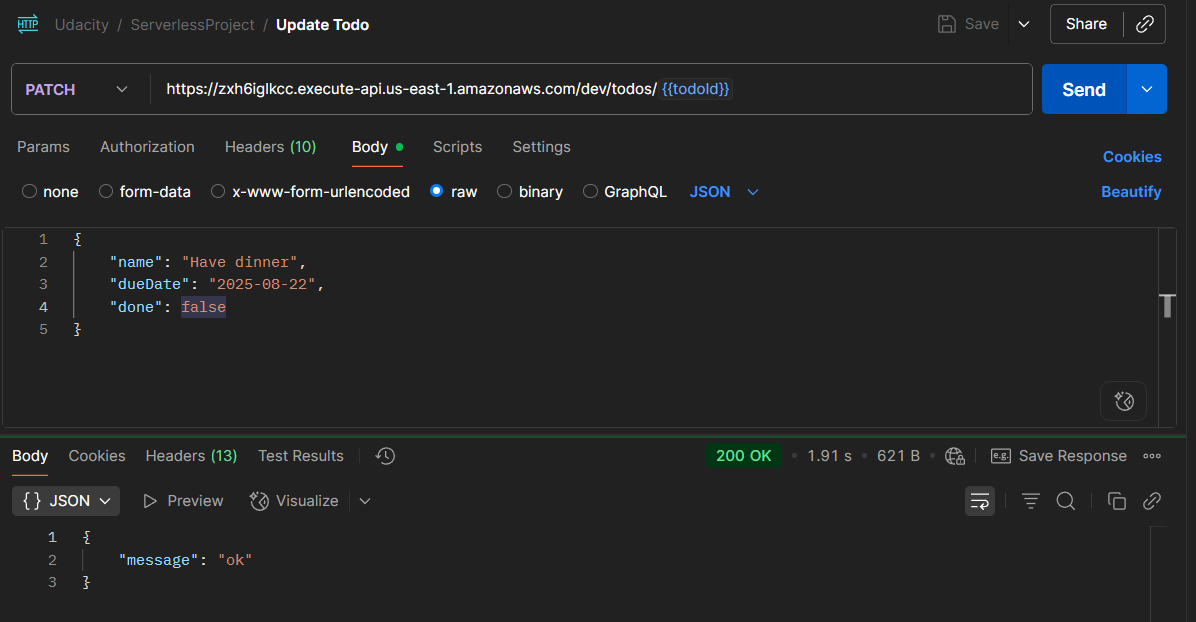 HTTP Udacity / ServerlessProject / Update Todo Save Share
PATCH https://zxh6iglkcc.execute-api.us-east-1.amazonaws.com/dev/todos/ {{todoId}} Send
Params Authorization Headers (10) Body Scripts Settings Cookies
none form-data x-www-form-urlencoded raw binary GraphQL JSON Beautify
1 {
2 "name": "Have dinner",
3 "dueDate": "2025-08-22",
4 "done": false
5 }
Body Cookies Headers (13) Test Results 200 OK • 1.91 s • 621 B • e.g. Save Response
{} JSON Preview Visualize
1 {
2 "message": "ok"
3 }